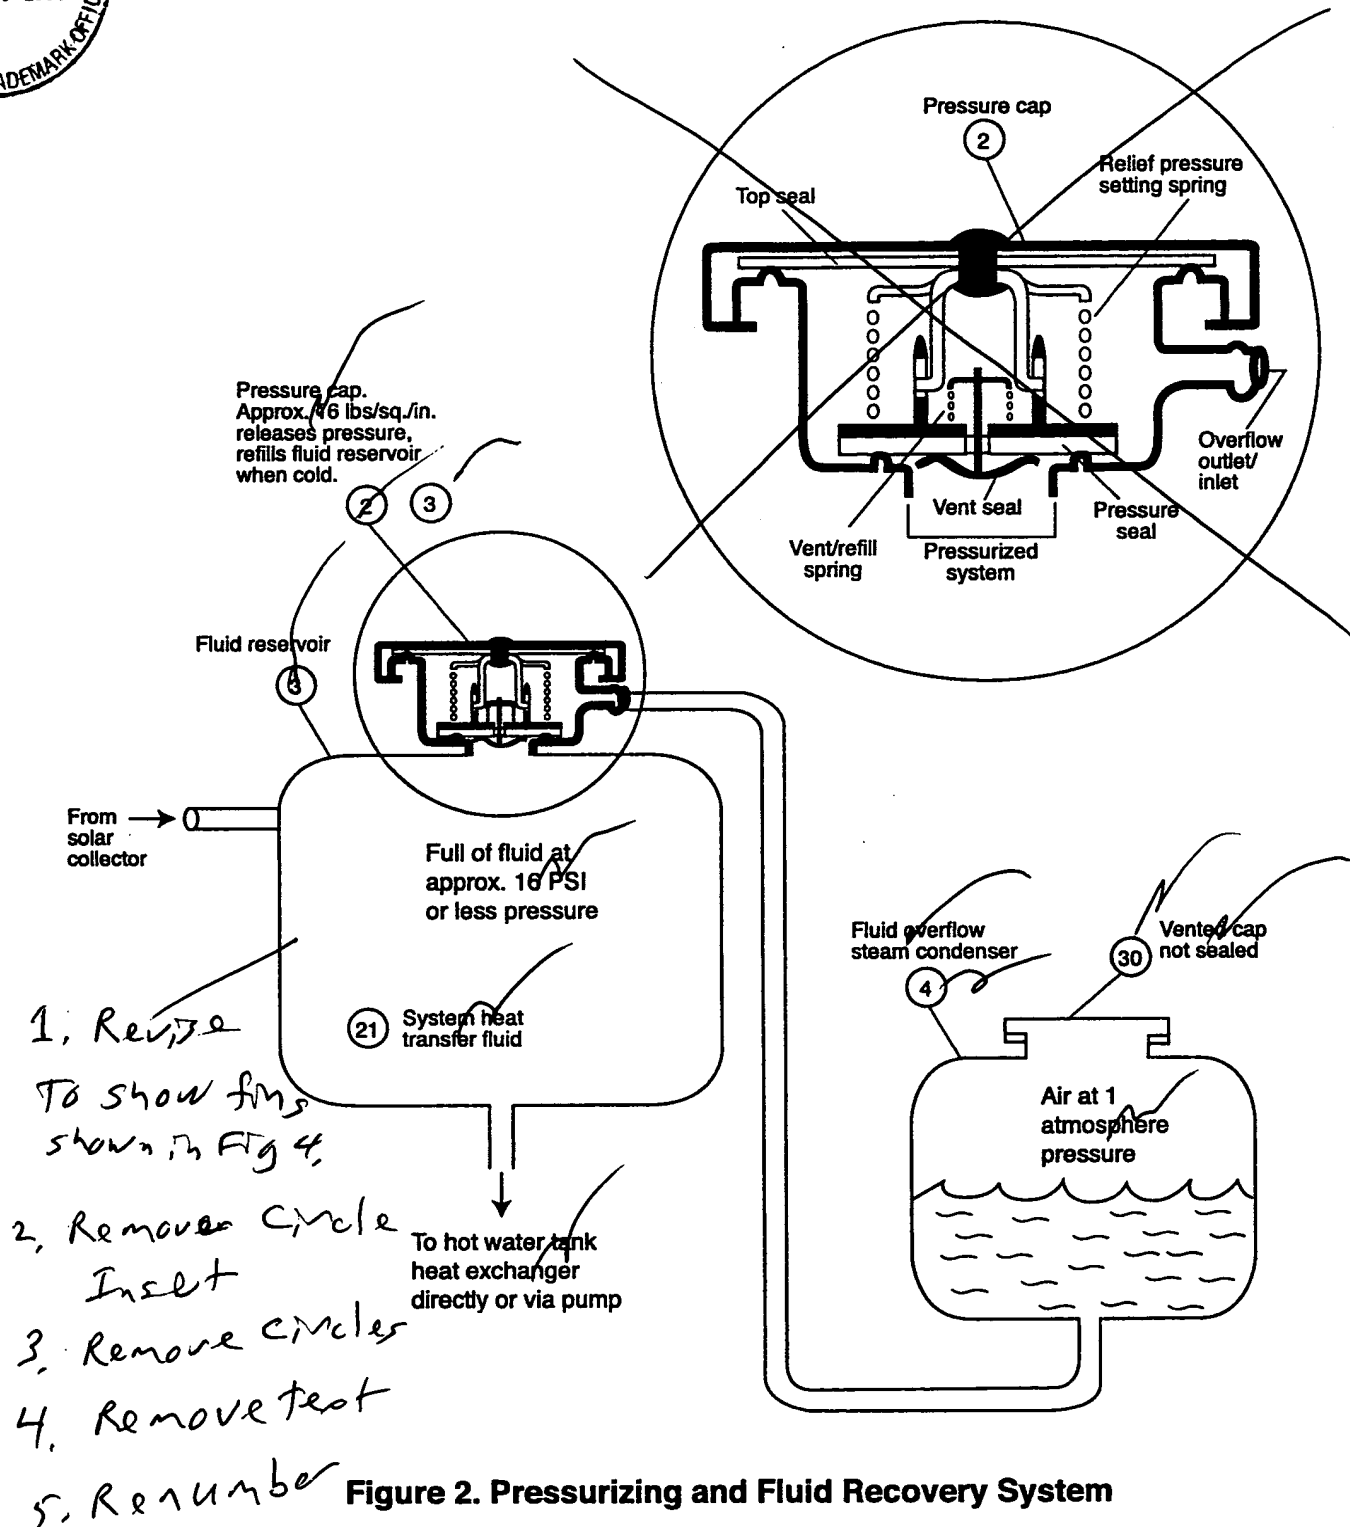 ADEMARK OFFIC
Pressure cap
2
Relief pressure
setting spring
Top seal
Pressure cap.
Approx. 16 lbs/sq./in.
releases pressure,
refills fluid reservoir
when cold.
2 3
Overflow
outlet/
inlet
Vent seal
Pressure
seal
Vent/refill
spring
Pressurized
system
Fluid reservoir
3
From
solar
collector
Full of fluid at
approx. 16 PSI
or less pressure
Fluid overflow
steam condenser
4
30
Vented cap
not sealed
21
System heat
transfer fluid
1. Revise
To show fins
shown in Fig 4.
Air at 1
atmosphere
pressure
2. Remove Circle
Inset
To hot water tank
heat exchanger
directly or via pump
3. Remove Circles
4. Remove text
5. Renumber
Figure 2. Pressurizing and Fluid Recovery System